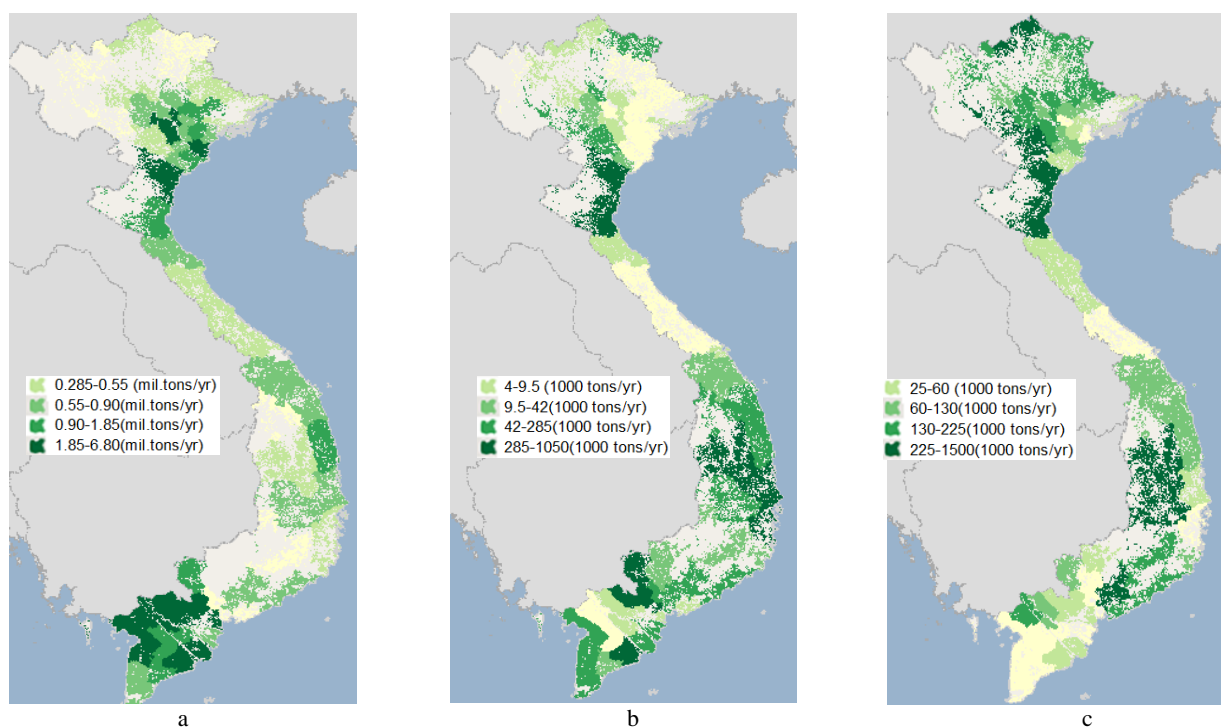 0.285-0.55 (mil.tons/yr)
0.55-0.90(mil.tons/yr)
0.90-1.85(mil.tons/yr)
1.85-6.80(mil.tons/yr)
4-9.5 (1000 tons/yr)
9.5-42(1000 tons/yr)
42-285(1000 tons/yr)
285-1050(1000 tons/yr)
25-60 (1000 tons/yr)
60-130(1000 tons/yr)
130-225(1000 tons/yr)
225-1500(1000 tons/yr)
a
b
c